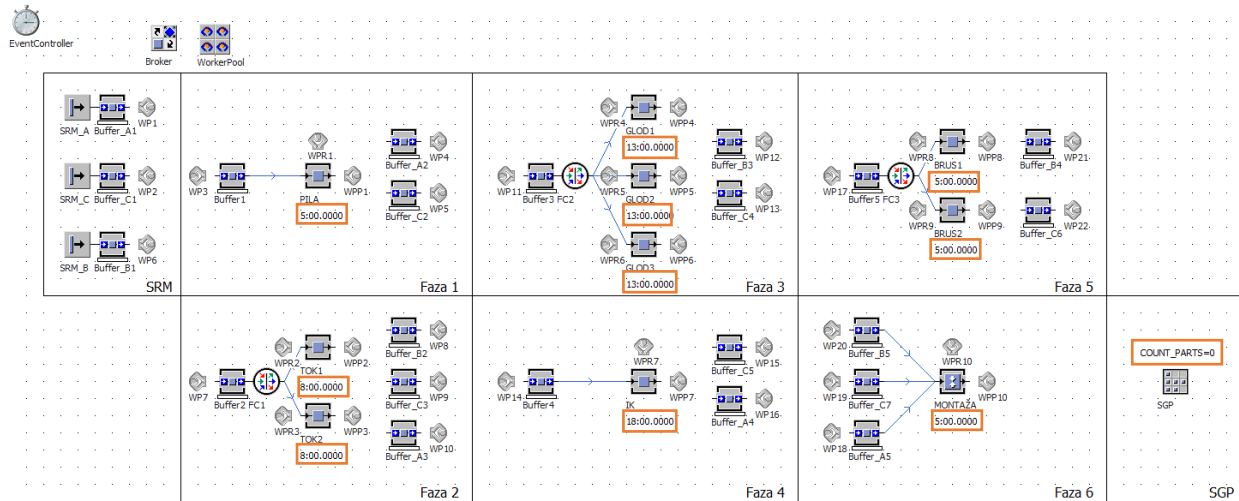 EventController
Broker
WorkerPool
SRM_A
Buffer_A1
WP1
SRM_C
Buffer_C1
WP2
SRM_B
Buffer_B1
WP6
SRM
WP3
Buffer1
WPR1
PILA
WPP1
5:00.0000
Buffer_A2
WP4
Buffer_C2
WP5
Faza 1
WP11
Buffer3
FC2
WPR4
GLOD1
WPP4
13:00.0000
WPR5
GLOD2
WPP5
13:00.0000
WPR6
GLOD3
WPP6
13:00.0000
Buffer_B3
WP12
Buffer_C4
WP13
Faza 3
WP17
Buffer5
FC3
WPR8
BRUS1
WPP8
5:00.0000
WPR9
BRUS2
WPP9
5:00.0000
Buffer_B4
WP21
Buffer_C6
WP22
Faza 5
WP7
Buffer2
FC1
WPR2
TOK1
WPP2
8:00.0000
WPR3
TOK2
WPP3
8:00.0000
Buffer_B2
WP8
Buffer_C3
WP9
Buffer_A3
WP10
Faza 2
WP14
Buffer4
WPR7
IK
WPP7
18:00.0000
Buffer_C5
WP15
Buffer_A4
WP16
Faza 4
WP20
Buffer_B5
WP19
Buffer_C7
WP18
Buffer_A5
WPR10
MONTAŽA
WPP10
5:00.0000
Faza 6
COUNT_PARTS=0
SGP
SGP